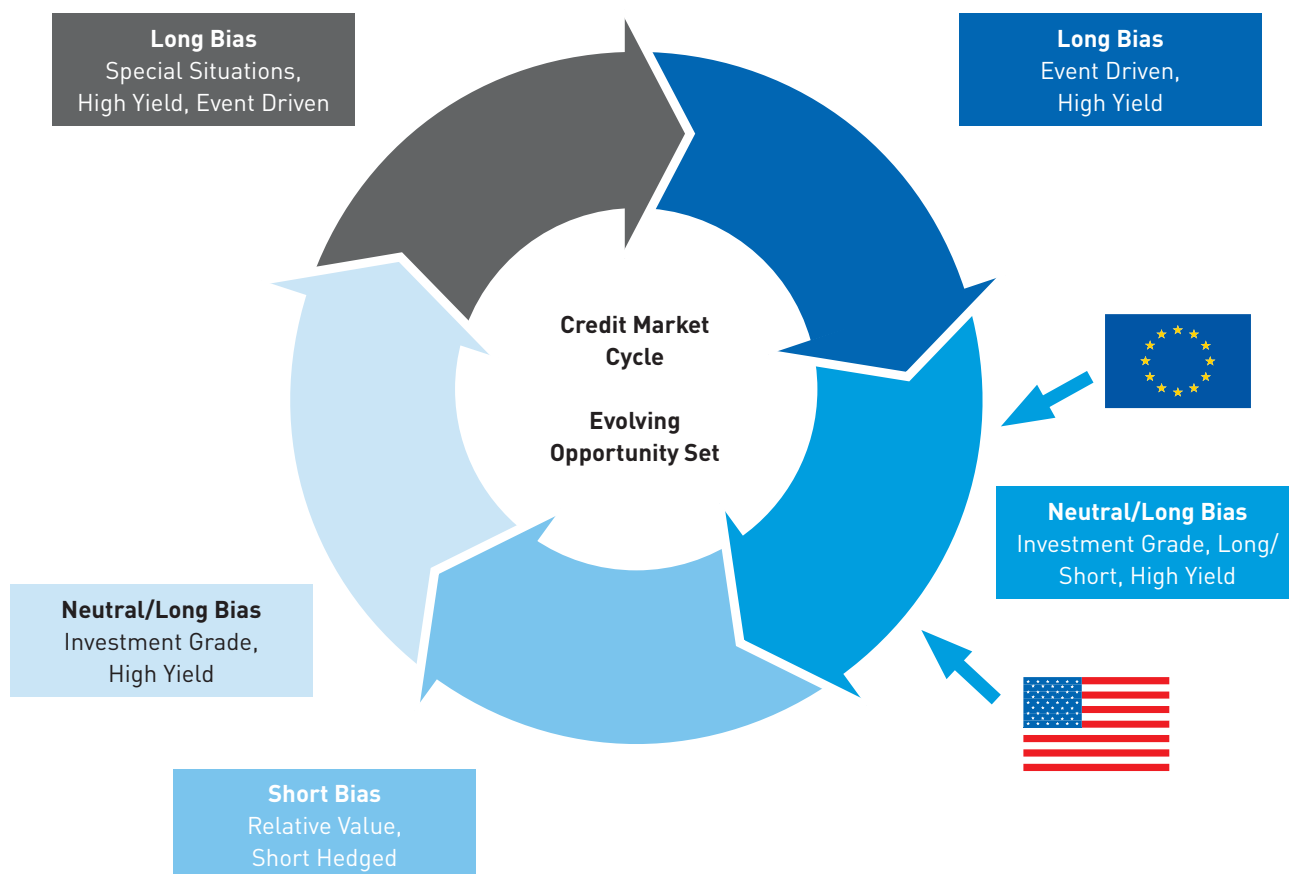 Long Bias
Special Situations,
High Yield, Event Driven
Long Bias
Event Driven,
High Yield
Credit Market
Cycle
Evolving
Opportunity Set
Neutral/Long Bias
Investment Grade, Long/
Short, High Yield
Neutral/Long Bias
Investment Grade,
High Yield
Short Bias
Relative Value,
Short Hedged